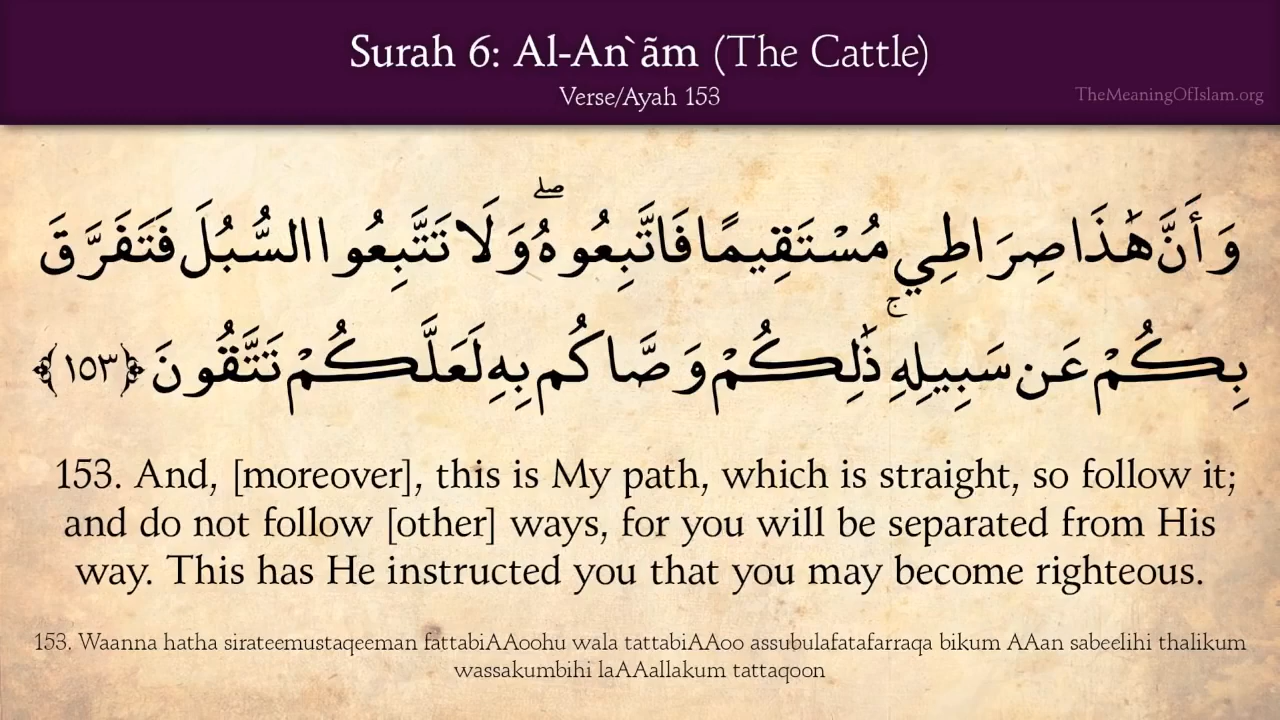 Surah 6: Al-An`ãm (The Cattle)
Verse/Ayah 153
TheMeaningOfIslam.org
وَأَنَّ هَٰذَا صِرَاطِي مُسْتَقِيمًا فَاتَّبِعُوهُ ۖ وَلَا تَتَّبِعُوا السُّبُلَ فَتَفَرَّقَ
بِكُمْ عَن سَبِيلِهِ ۚ ذَٰلِكُمْ وَصَّاكُم بِهِ لَعَلَّكُمْ تَتَّقُونَ ﴿١٥٣﴾
153. And, [moreover], this is My path, which is straight, so follow it;
and do not follow [other] ways, for you will be separated from His
way. This has He instructed you that you may become righteous.
153. Waanna hatha sirateemustaqeeman fattabiAAoohu wala tattabiAAoo assubulafatafarraqa bikum AAan sabeelihi thalikum
wassakumbihi laAAallakum tattaqoon